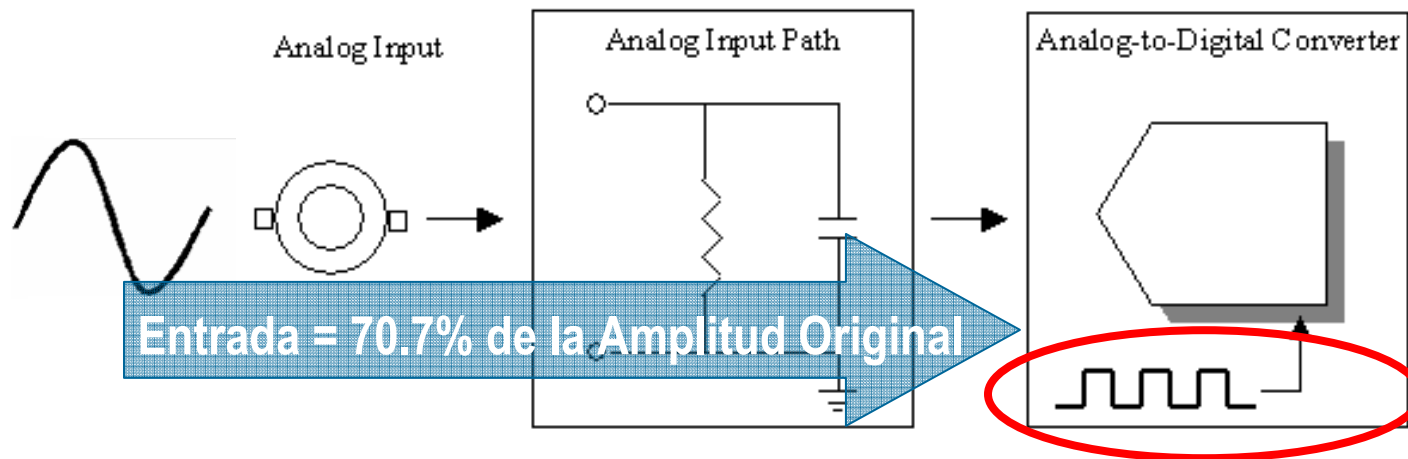 Analog Input
Analog Input Path
Analog-to-Digital Converter
Entrada = 70.7% de la Amplitud Original